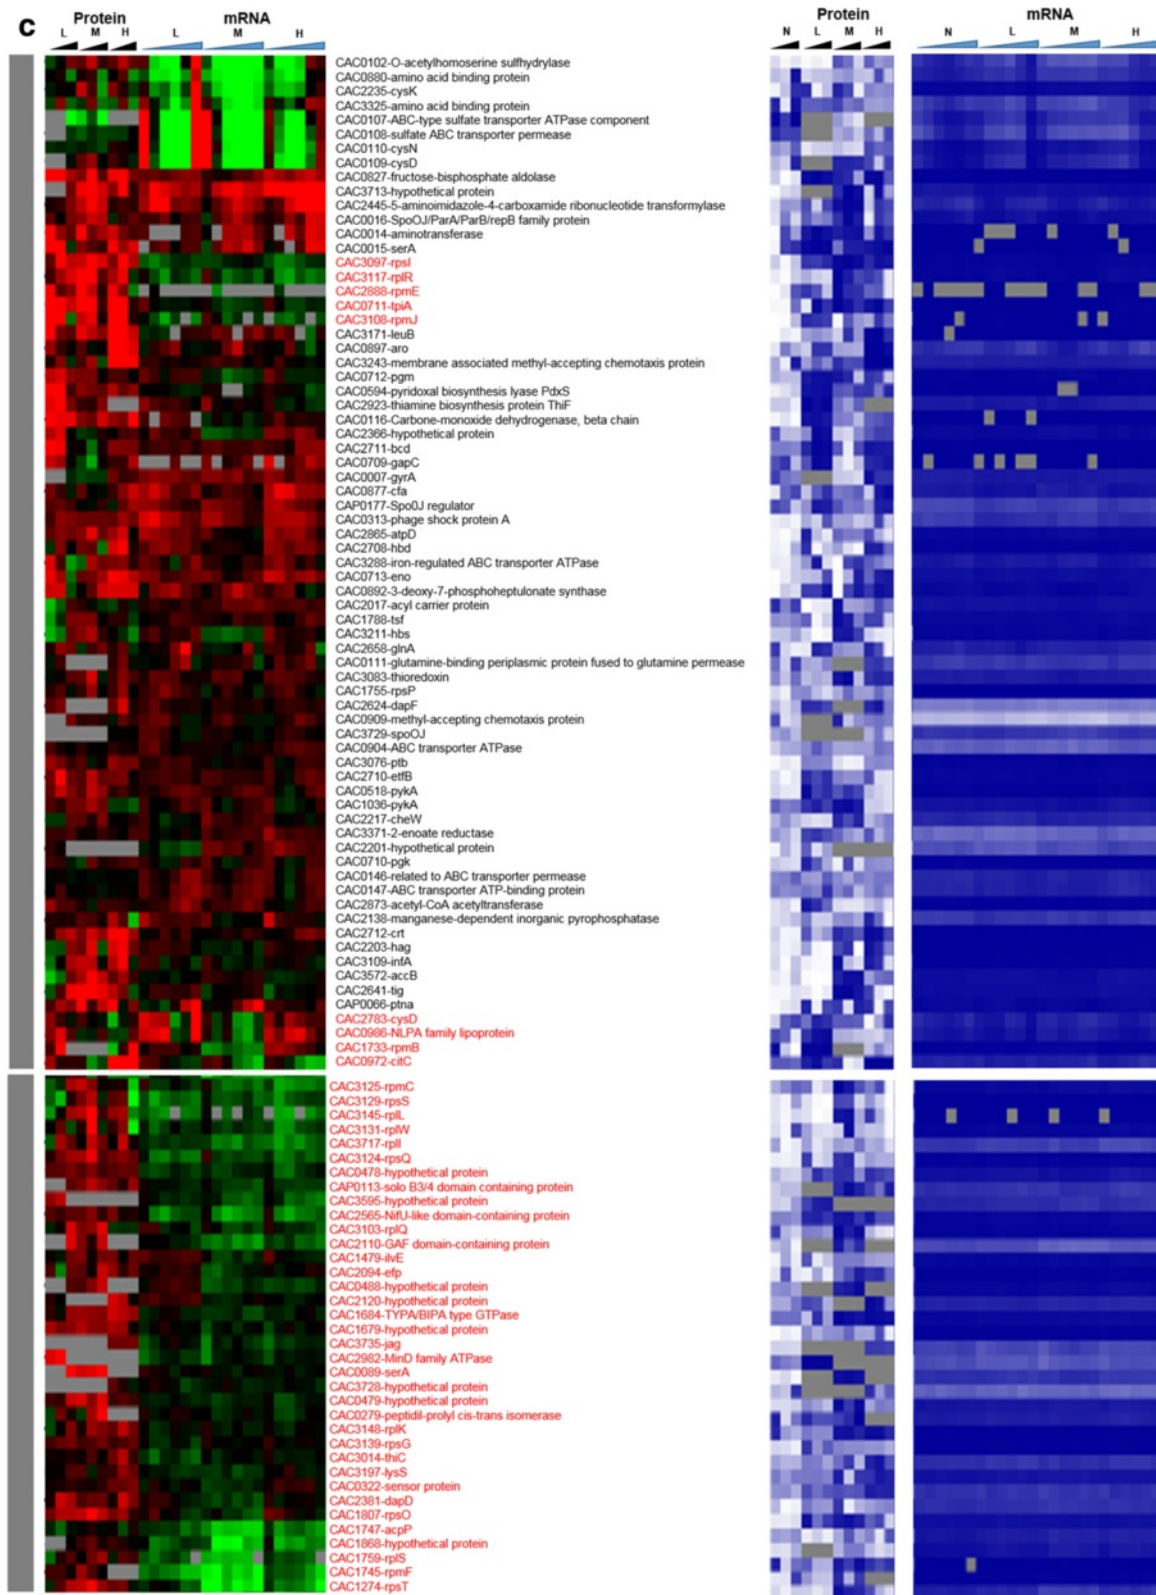 c
Protein mRNA Protein mRNA
L M H L M H N L M H N L M H
CAC0102-O-acetylhomoserine sulfhydrylase
CAC0880-amino acid binding protein
CAC2235-cysK
CAC3325-amino acid binding protein
CAC0107-ABC-type sulfate transporter ATPase component
CAC0108-sulfate ABC transporter permease
CAC0110-cysN
CAC0109-cysD
CAC0827-fructose-bisphosphate aldolase
CAC3713-hypothetical protein
CAC2445-5-aminoimidazole-4-carboxamide ribonucleotide transformylase
CAC0016-SpoOJ/ParA/ParB/repB family protein
CAC0014-aminotransferase
CAC0015-serA
CAC3097-rpsI
CAC3117-rplR
CAC2888-rpmE
CAC0711-tpiA
CAC3108-rpmJ
CAC3171-leuB
CAC0897-aro
CAC3243-membrane associated methyl-accepting chemotaxis protein
CAC0712-pgm
CAC0594-pyridoxal biosynthesis lyase PdxS
CAC2923-thiamine biosynthesis protein ThiF
CAC0116-Carbone-monoxide dehydrogenase, beta chain
CAC2366-hypothetical protein
CAC2711-bcd
CAC0709-gapC
CAC0007-gyrA
CAC0877-cfa
CAP0177-Spo0J regulator
CAC0313-phage shock protein A
CAC2865-atpD
CAC2708-hbd
CAC3288-iron-regulated ABC transporter ATPase
CAC0713-eno
CAC0892-3-deoxy-7-phosphoheptulonate synthase
CAC2017-acyl carrier protein
CAC1788-tsf
CAC3211-hbs
CAC2658-glnA
CAC0111-glutamine-binding periplasmic protein fused to glutamine permease
CAC3083-thioredoxin
CAC1755-rpsP
CAC2624-dapF
CAC0909-methyl-accepting chemotaxis protein
CAC3729-spoOJ
CAC0904-ABC transporter ATPase
CAC3076-ptb
CAC2710-etfB
CAC0518-pykA
CAC1036-pykA
CAC2217-cheW
CAC3371-2-enoate reductase
CAC2201-hypothetical protein
CAC0710-pgk
CAC0146-related to ABC transporter permease
CAC0147-ABC transporter ATP-binding protein
CAC2873-acetyl-CoA acetyltransferase
CAC2138-manganese-dependent inorganic pyrophosphatase
CAC2712-crt
CAC2203-hag
CAC3109-infA
CAC3572-accB
CAC2641-tig
CAP0066-ptna
CAC2783-cysD
CAC0986-NLPA family lipoprotein
CAC1733-rpmB
CAC0972-citC
CAC3125-rpmC
CAC3129-rpsS
CAC3145-rplL
CAC3131-rplW
CAC3717-rplI
CAC3124-rpsQ
CAC0478-hypothetical protein
CAP0113-solo B3/4 domain containing protein
CAC3595-hypothetical protein
CAC2565-NifU-like domain-containing protein
CAC3103-rplQ
CAC2110-GAF domain-containing protein
CAC1479-ilvE
CAC2094-efp
CAC0488-hypothetical protein
CAC2120-hypothetical protein
CAC1684-TYPA/BIPA type GTPase
CAC1679-hypothetical protein
CAC3735-jag
CAC2982-MinD family ATPase
CAC0089-serA
CAC3728-hypothetical protein
CAC0479-hypothetical protein
CAC0279-peptidil-prolyl cis-trans isomerase
CAC3148-rplK
CAC3139-rpsG
CAC3014-thiC
CAC3197-lysS
CAC0322-sensor protein
CAC2381-dapD
CAC1807-rpsO
CAC1747-acpP
CAC1868-hypothetical protein
CAC1759-rplS
CAC1745-rpmF
CAC1274-rpsT